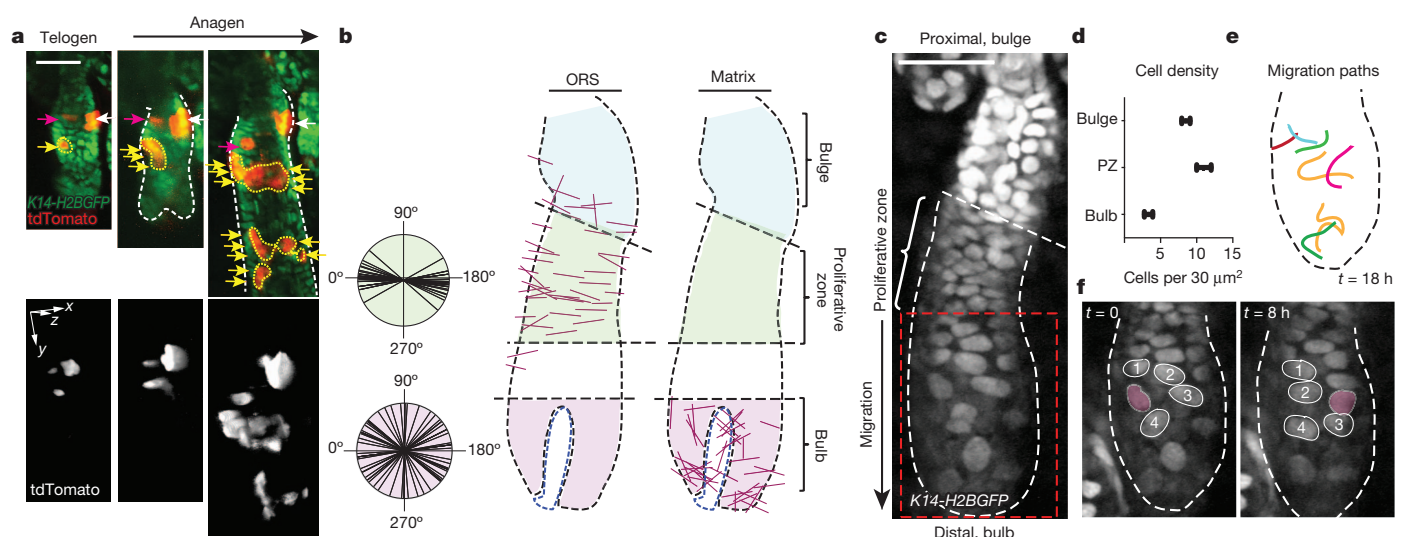 a
Telogen
Anagen
K14-H2BGFP
tdTomato
x
z
y
tdTomato
b
ORS
Matrix
90º
0º
180º
270º
90º
0º
180º
270º
Bulge
Proliferative zone
Bulb
c
Proximal, bulge
Proliferative zone
Migration
K14-H2BGFP
Distal, bulb
d
Cell density
Bulge
PZ
Bulb
5
10
15
Cells per 30 µm2
e
Migration paths
t = 18 h
f
t = 0
1
2
3
4
t = 8 h
1
2
3
4